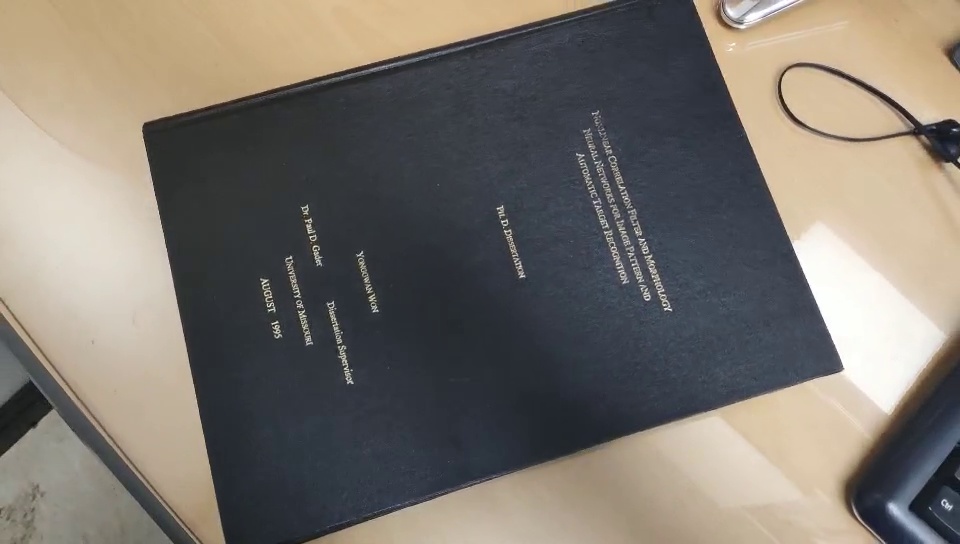 NONLINEAR CORRELATION FILTER AND MORPHOLOGY
NEURAL NETWORKS FOR IMAGE PATTERN AND
AUTOMATIC TARGET RECOGNITION
PH. D. DESERTATION
YONGGWAN WON
Dr. Paul D. Gader Dissertation Supervisor
UNIVERSITY OF MISSOURI
AUGUST 1995
Ctrl